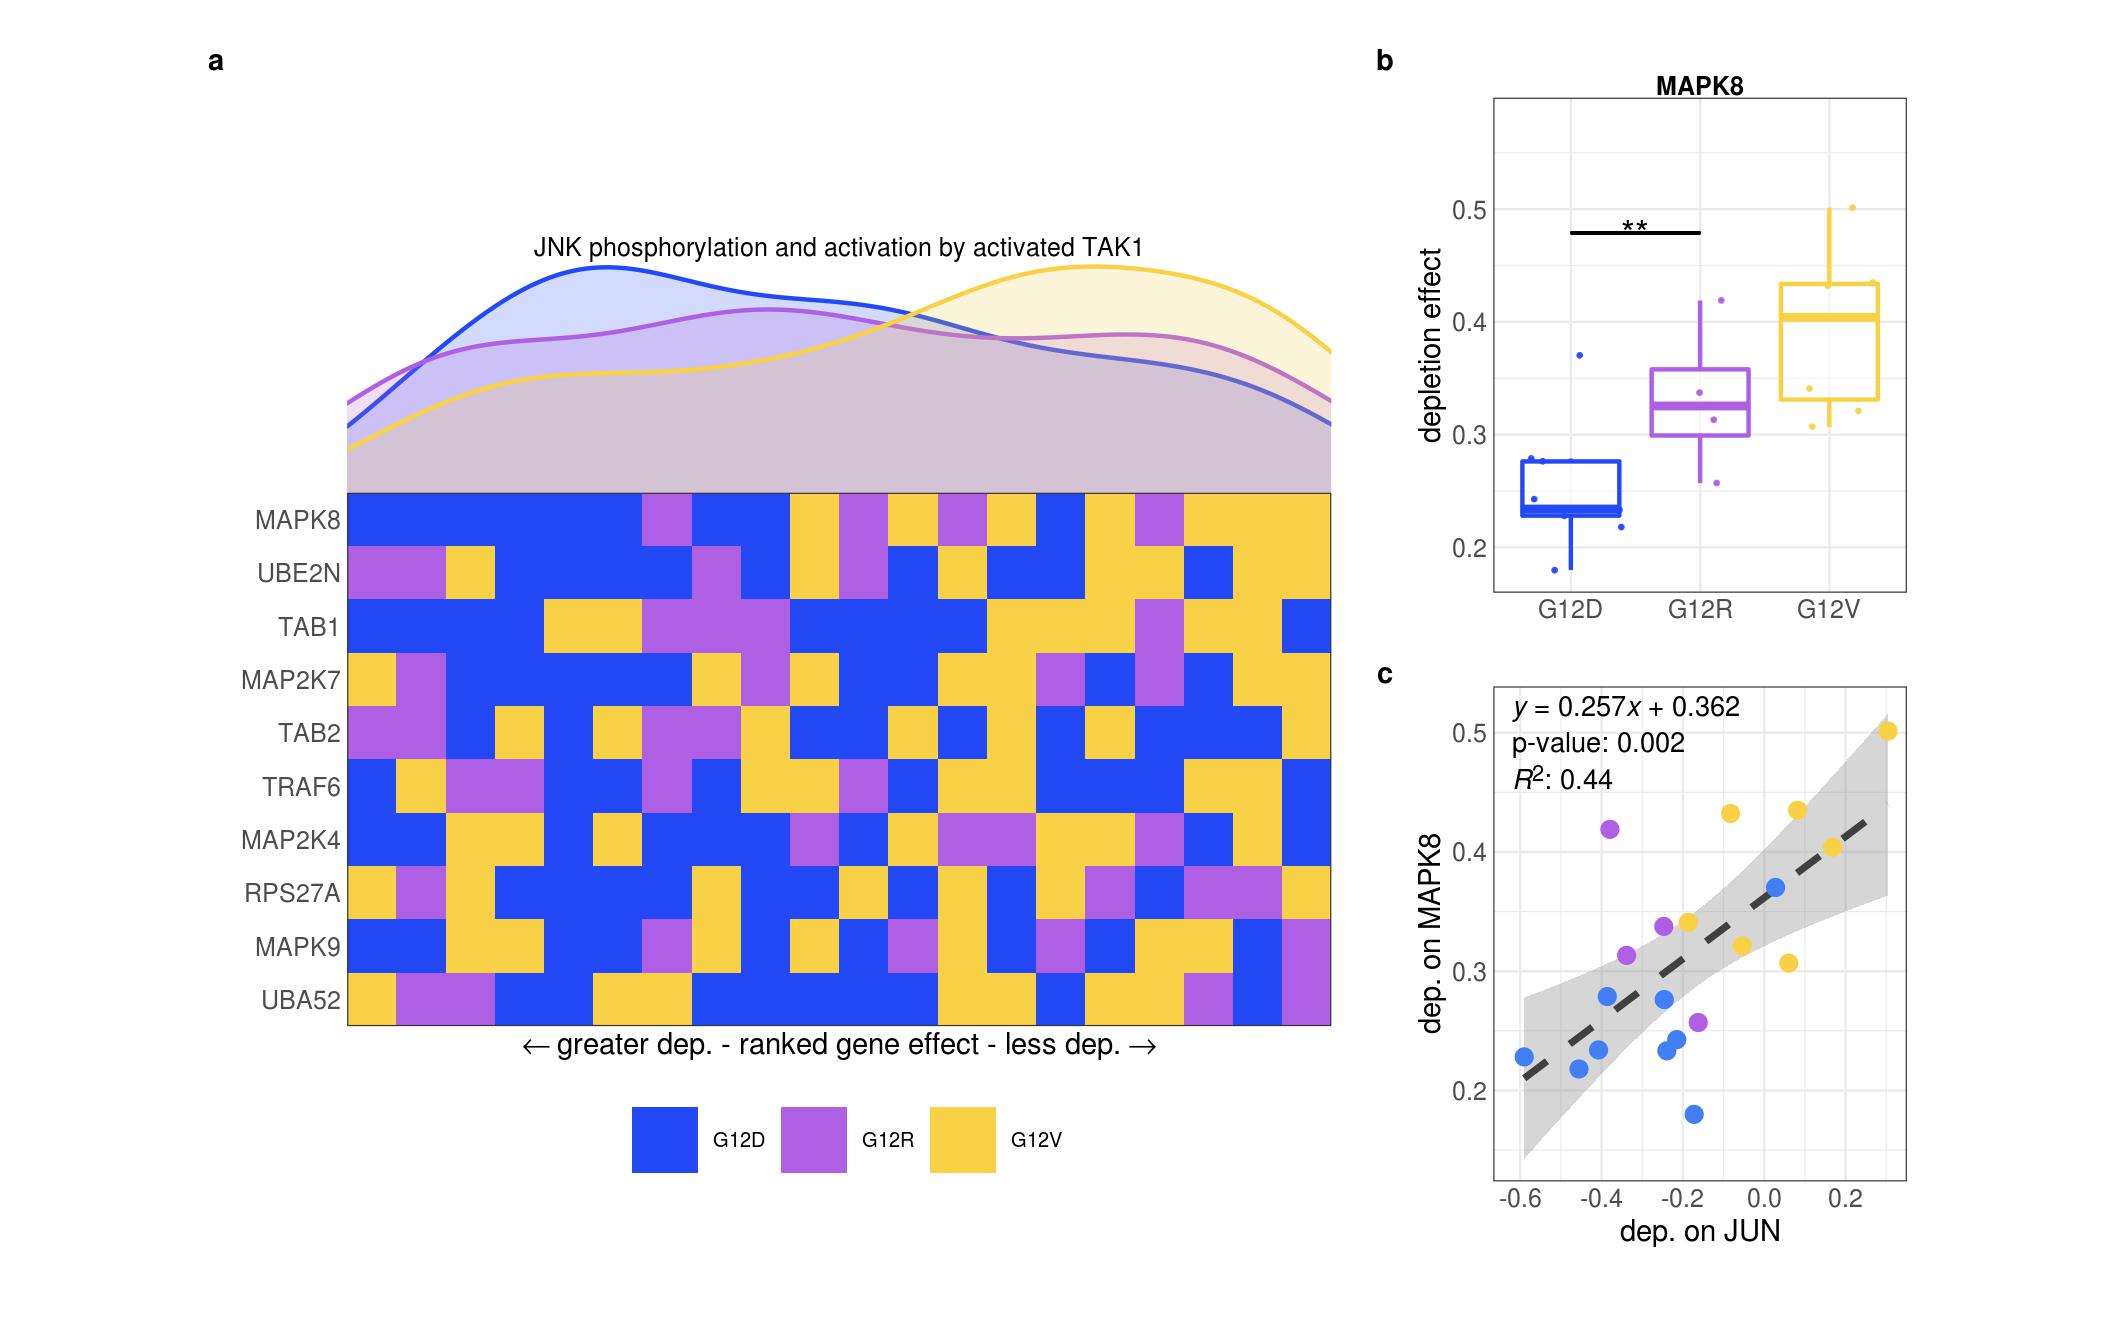 a
JNK phosphorylation and activation by activated TAK1
MAPK8
UBE2N
TAB1
MAP2K7
TAB2
TRAF6
MAP2K4
RPS27A
MAPK9
UBA52
← greater dep. - ranked gene effect - less dep. →
G12D G12R G12V
b
MAPK8
depletion effect
0.5
0.4
0.3
0.2
**
G12D G12R G12V
c
y = 0.257x + 0.362
p-value: 0.002
R²: 0.44
dep. on MAPK8
0.5
0.4
0.3
0.2
-0.6 -0.4 -0.2 0.0 0.2
dep. on JUN